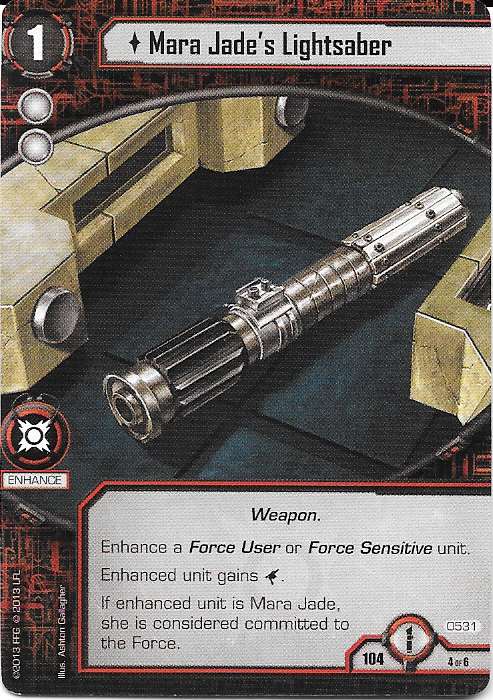 1
Mara Jade's Lightsaber
ENHANCE
Weapon.
Enhance a Force User or Force Sensitive unit.
Enhanced unit gains .
If enhanced unit is Mara Jade,
she is considered committed to
the Force.
0531
104
4 OF 6
©2013 FFG © 2013 LFL
Illus. Ashton Gallagher